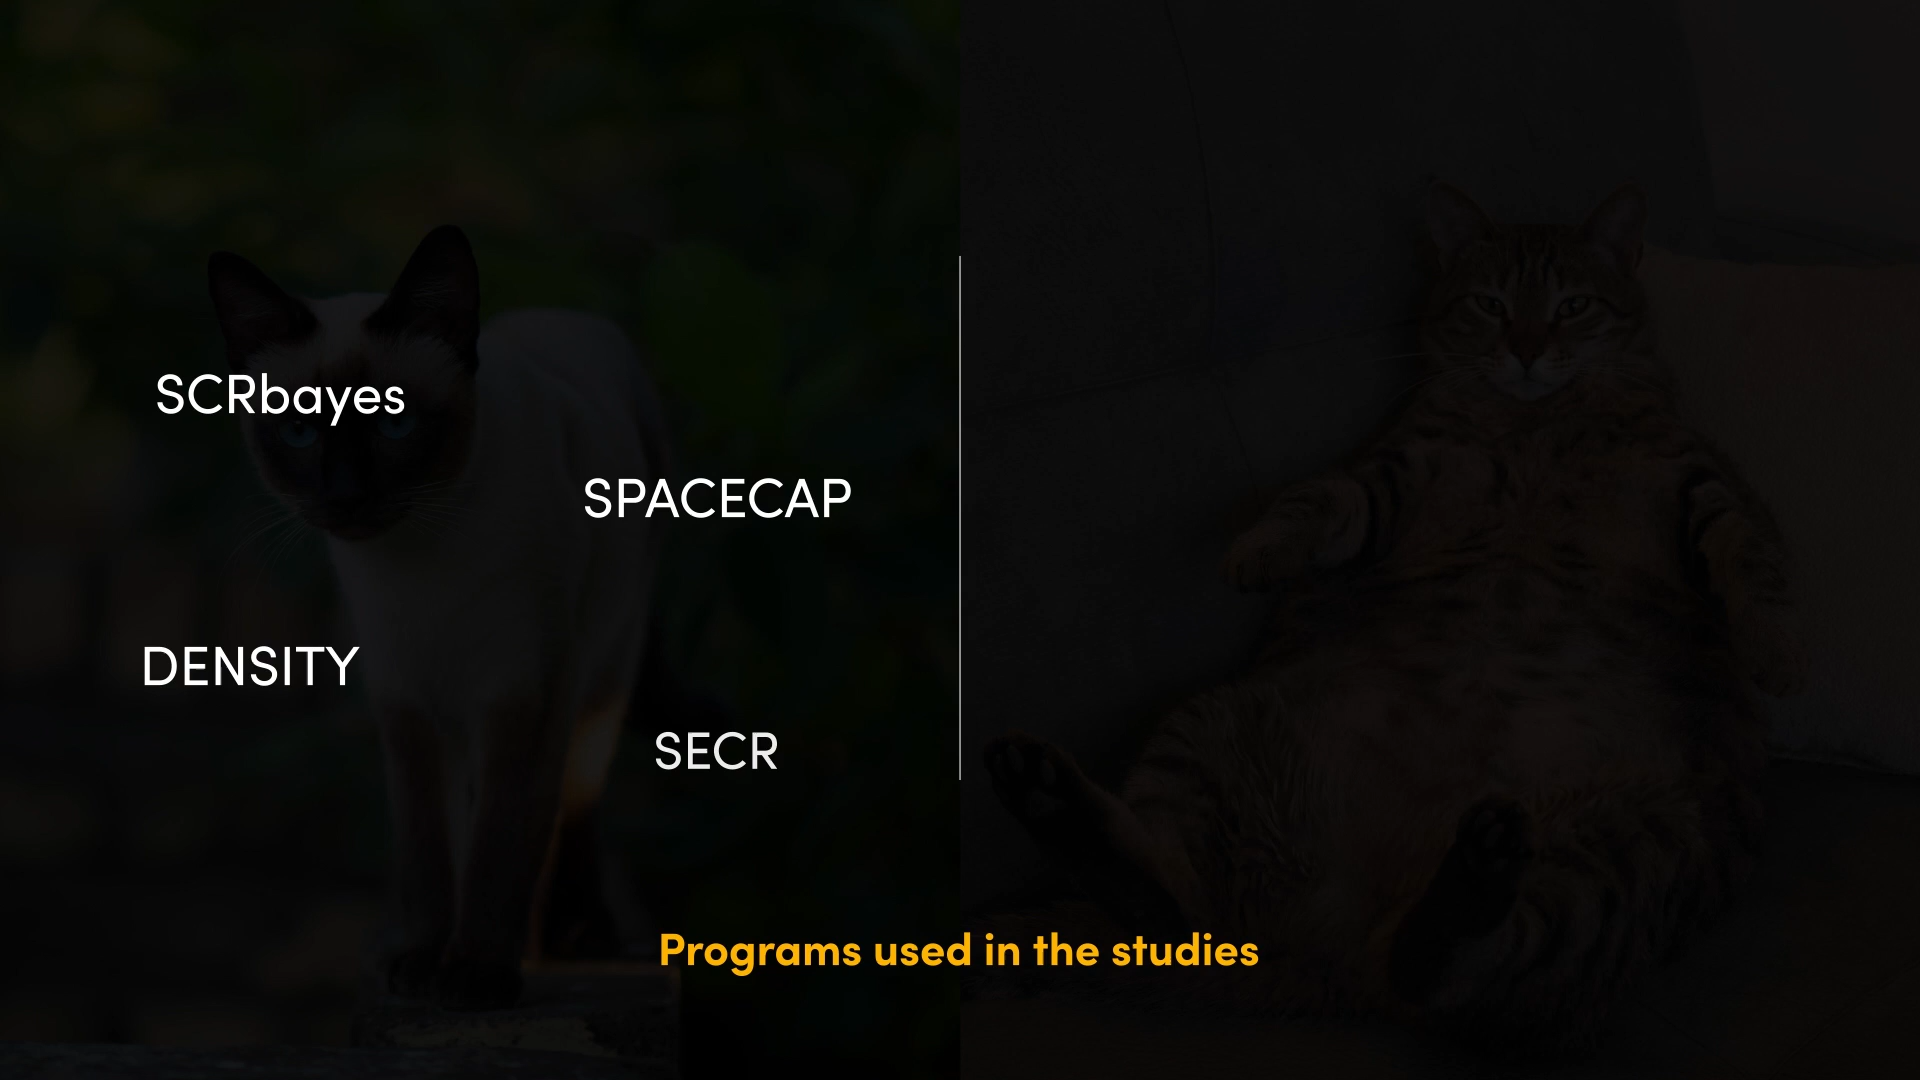 SCRbayes
SPACECAP
DENSITY
SECR
Programs used in the studies